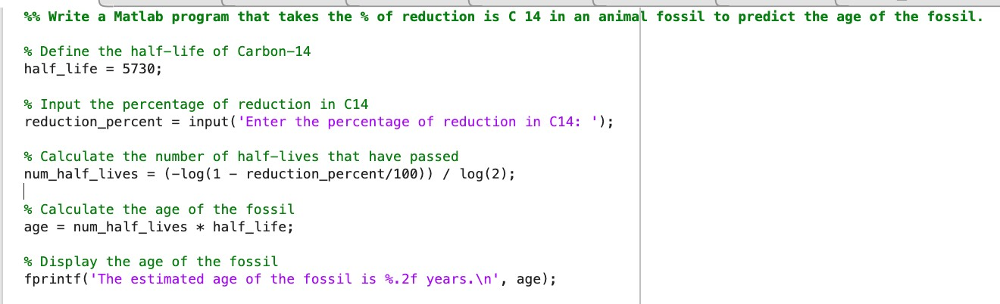 %% Write a Matlab program that takes the % of reduction is C 14 in an animal fossil to predict the age of the fossil.
% Define the half-life of Carbon-14
half_life = 5730;
% Input the percentage of reduction in C14
reduction_percent = input('Enter the percentage of reduction in C14: ');
% Calculate the number of half-lives that have passed
num_half_lives = (-log(1 - reduction_percent/100)) / log(2);
% Calculate the age of the fossil
age = num_half_lives * half_life;
% Display the age of the fossil
fprintf('The estimated age of the fossil is %.2f years.\n', age);